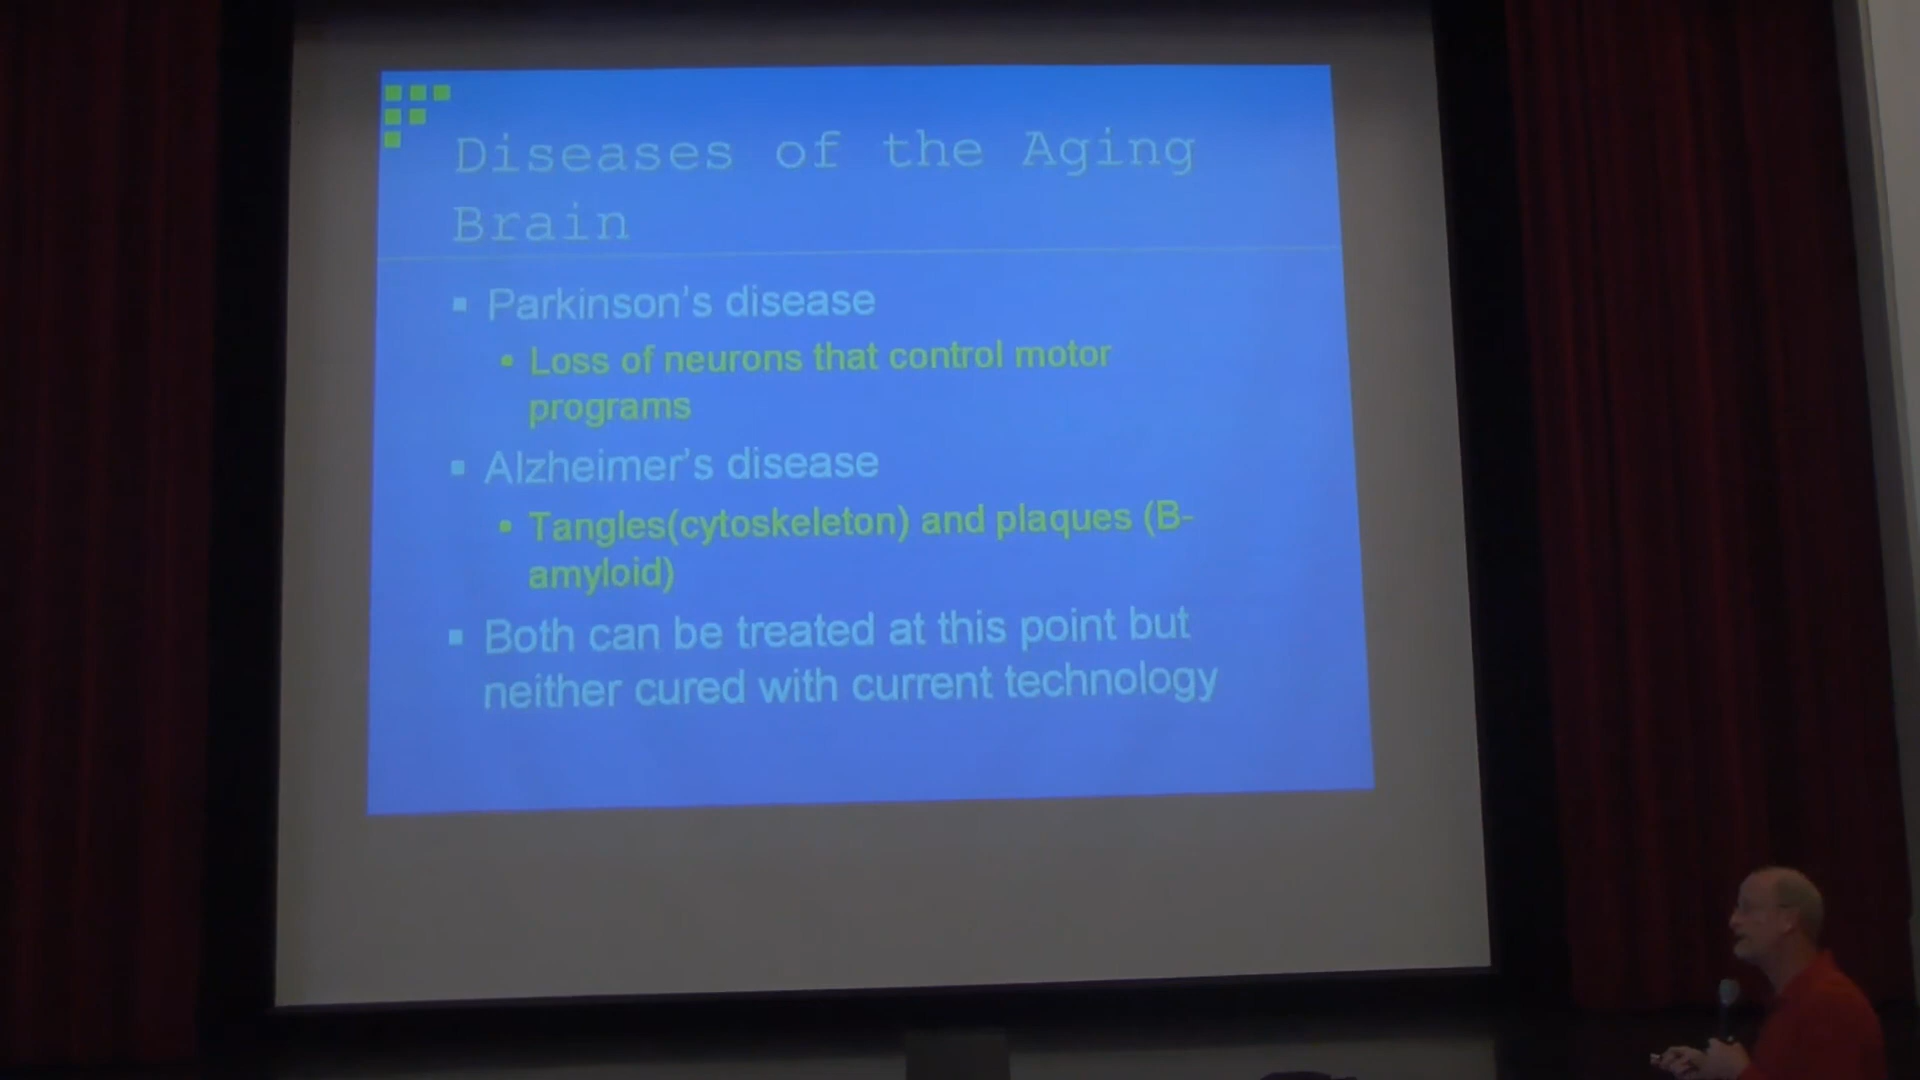 Diseases of the Aging
Brain
Parkinson's disease
Loss of neurons that control motor
programs
Alzheimer's disease
Tangles(cytoskeleton) and plaques (B-
amyloid)
Both can be treated at this point but
neither cured with current technology